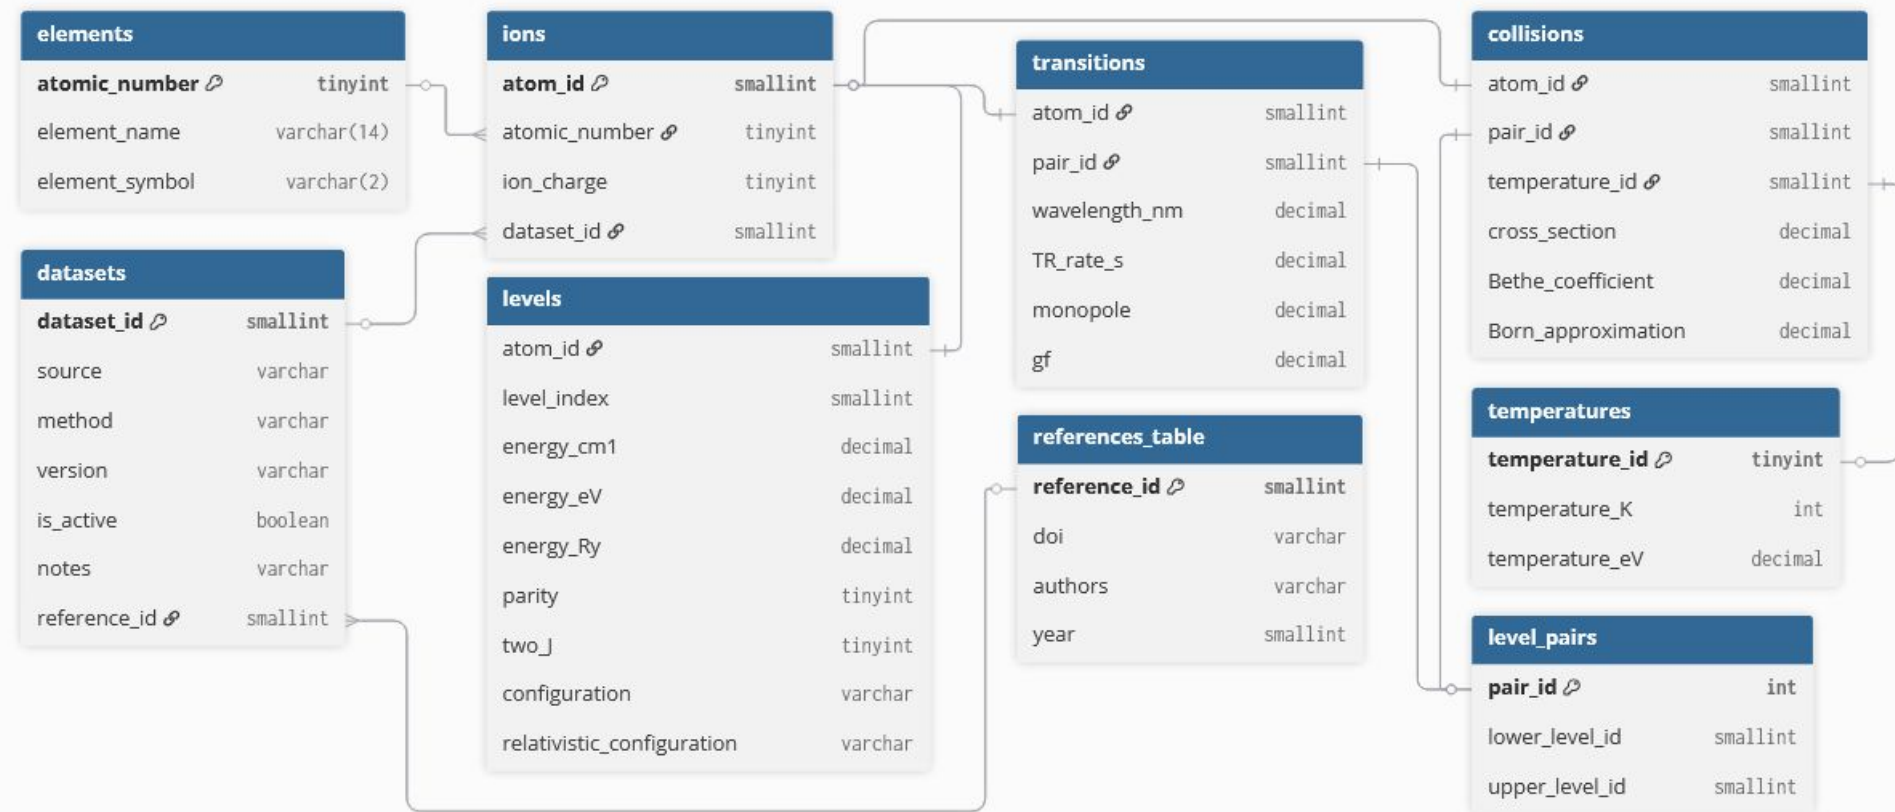 elements
atomic_number tinyint
element_name varchar(14)
element_symbol varchar(2)
datasets
dataset_id smallint
source varchar
method varchar
version varchar
is_active boolean
notes varchar
reference_id smallint
ions
atom_id smallint
atomic_number tinyint
ion_charge tinyint
dataset_id smallint
levels
atom_id smallint
level_index smallint
energy_cm1 decimal
energy_eV decimal
energy_Ry decimal
parity tinyint
two_J tinyint
configuration varchar
relativistic_configuration varchar
transitions
atom_id smallint
pair_id smallint
wavelength_nm decimal
TR_rate_s decimal
monopole decimal
gf decimal
references_table
reference_id smallint
doi varchar
authors varchar
year smallint
collisions
atom_id smallint
pair_id smallint
temperature_id smallint
cross_section decimal
Bethe_coefficient decimal
Born_approximation decimal
temperatures
temperature_id tinyint
temperature_K int
temperature_eV decimal
level_pairs
pair_id int
lower_level_id smallint
upper_level_id smallint